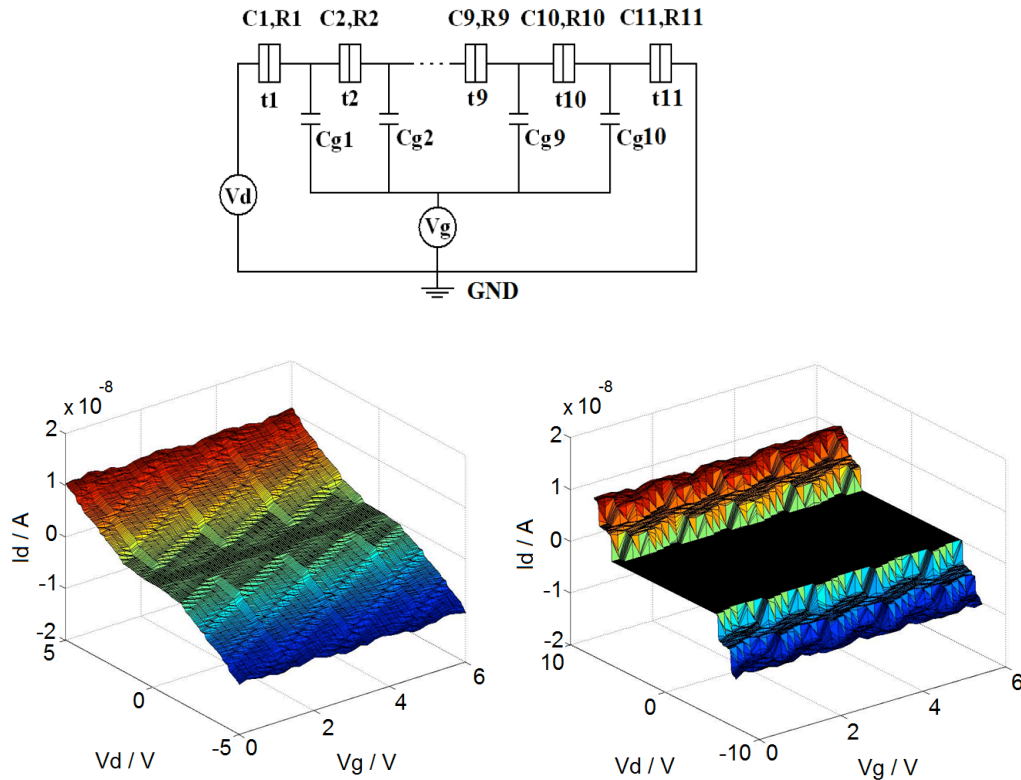 C1,R1 C2,R2 C9,R9 C10,R10 C11,R11
t1 t2 t9 t10 t11
Cg1 Cg2 Cg9 Cg10
Vd
Vg
GND
x 10^-8
2
1
0
-1
-2
Id / A
5
0
-5
Vd / V
0
2
4
6
Vg / V
x 10^-8
2
1
0
-1
-2
Id / A
10
0
-10
Vd / V
0
2
4
6
Vg / V